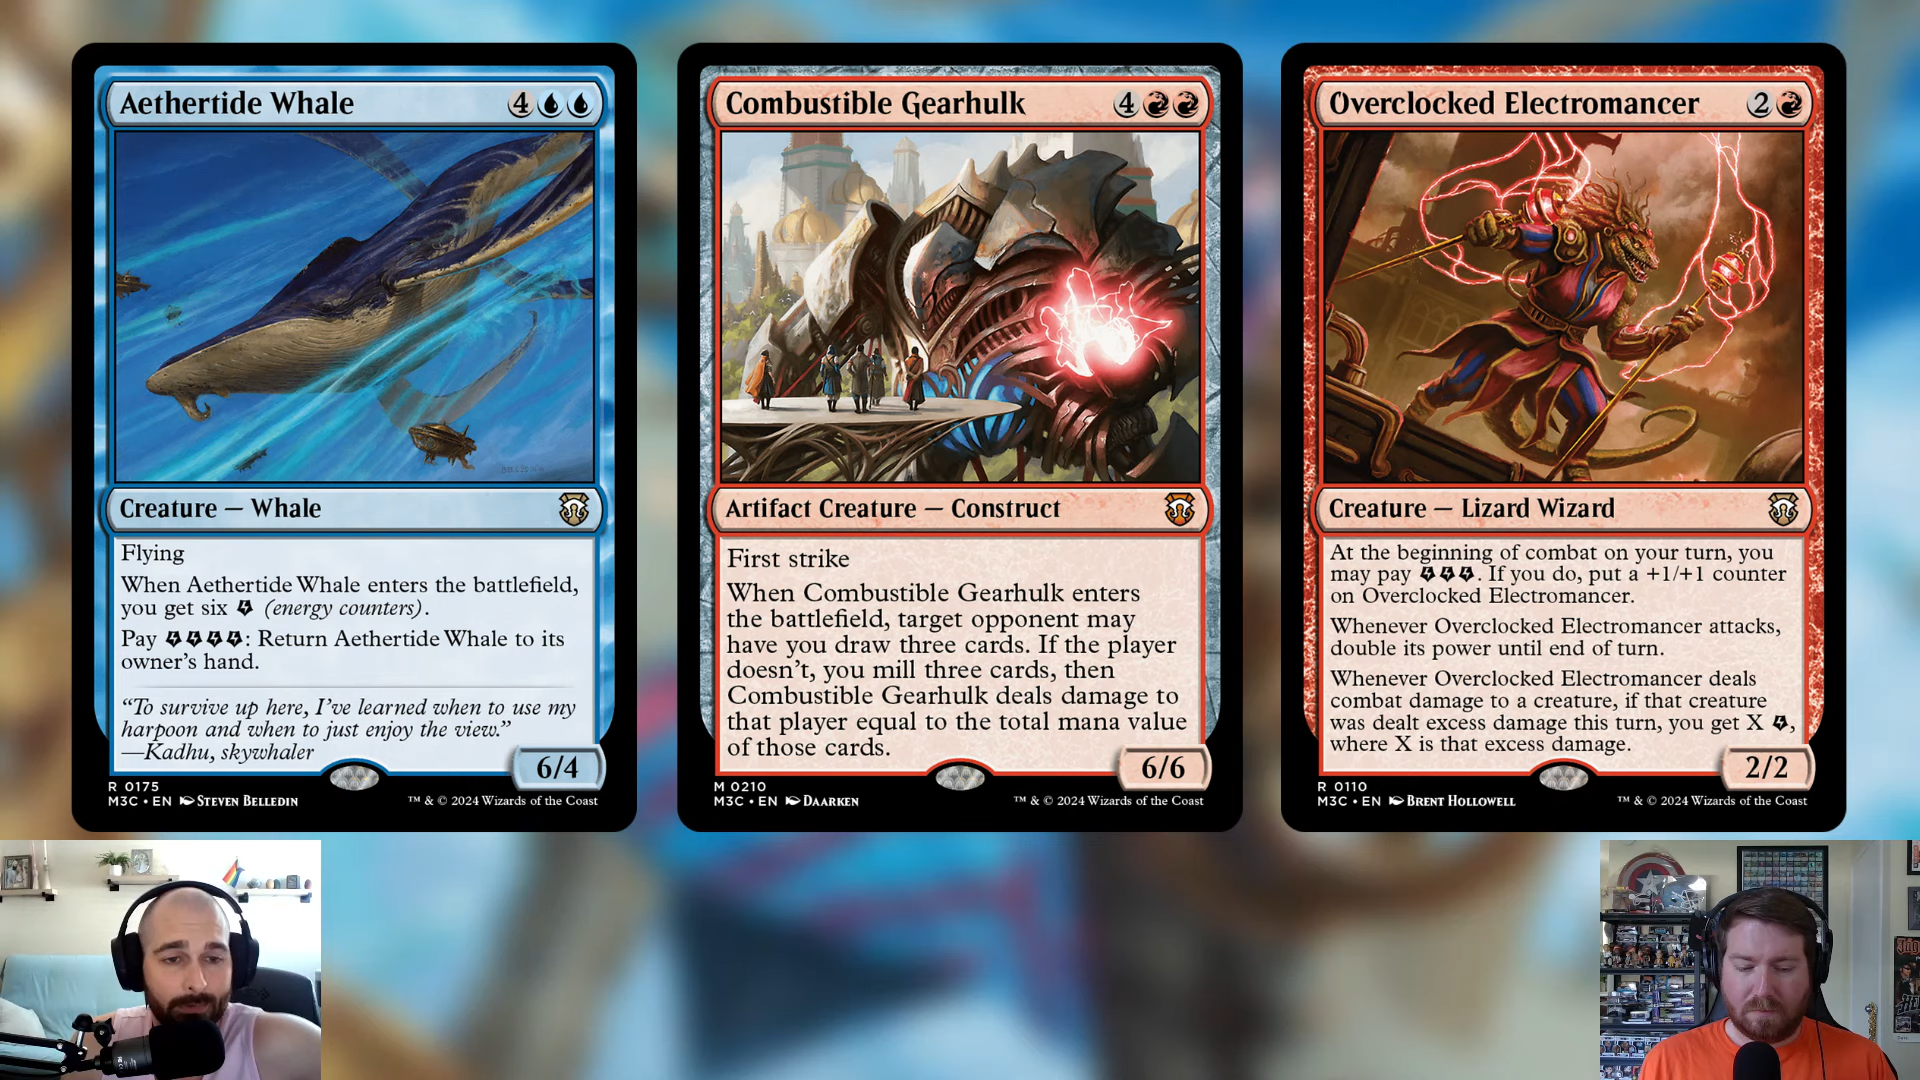 Aethertide Whale 4
Creature — Whale
Flying
When Aethertide Whale enters the battlefield,
you get six (energy counters).
Pay : Return Aethertide Whale to its
owner's hand.
“To survive up here, I've learned when to use my
harpoon and when to just enjoy the view.”
—Kadhu, skywhaler
6/4
R 0175
M3C • EN STEVEN BELLEDIN
™ & © 2024 Wizards of the Coast
Combustible Gearhulk 4
Artifact Creature — Construct
First strike
When Combustible Gearhulk enters
the battlefield, target opponent may
have you draw three cards. If the player
doesn't, you mill three cards, then
Combustible Gearhulk deals damage to
that player equal to the total mana value
of those cards.
6/6
M 0210
M3C • EN DAARKEN
™ & © 2024 Wizards of the Coast
Overclocked Electromancer 2
Creature — Lizard Wizard
At the beginning of combat on your turn, you
may pay . If you do, put a +1/+1 counter
on Overclocked Electromancer.
Whenever Overclocked Electromancer attacks,
double its power until end of turn.
Whenever Overclocked Electromancer deals
combat damage to a creature, if that creature
was dealt excess damage this turn, you get X ,
where X is that excess damage.
2/2
R 0110
M3C • EN BRENT HOLLOWELL
™ & © 2024 Wizards of the Coast